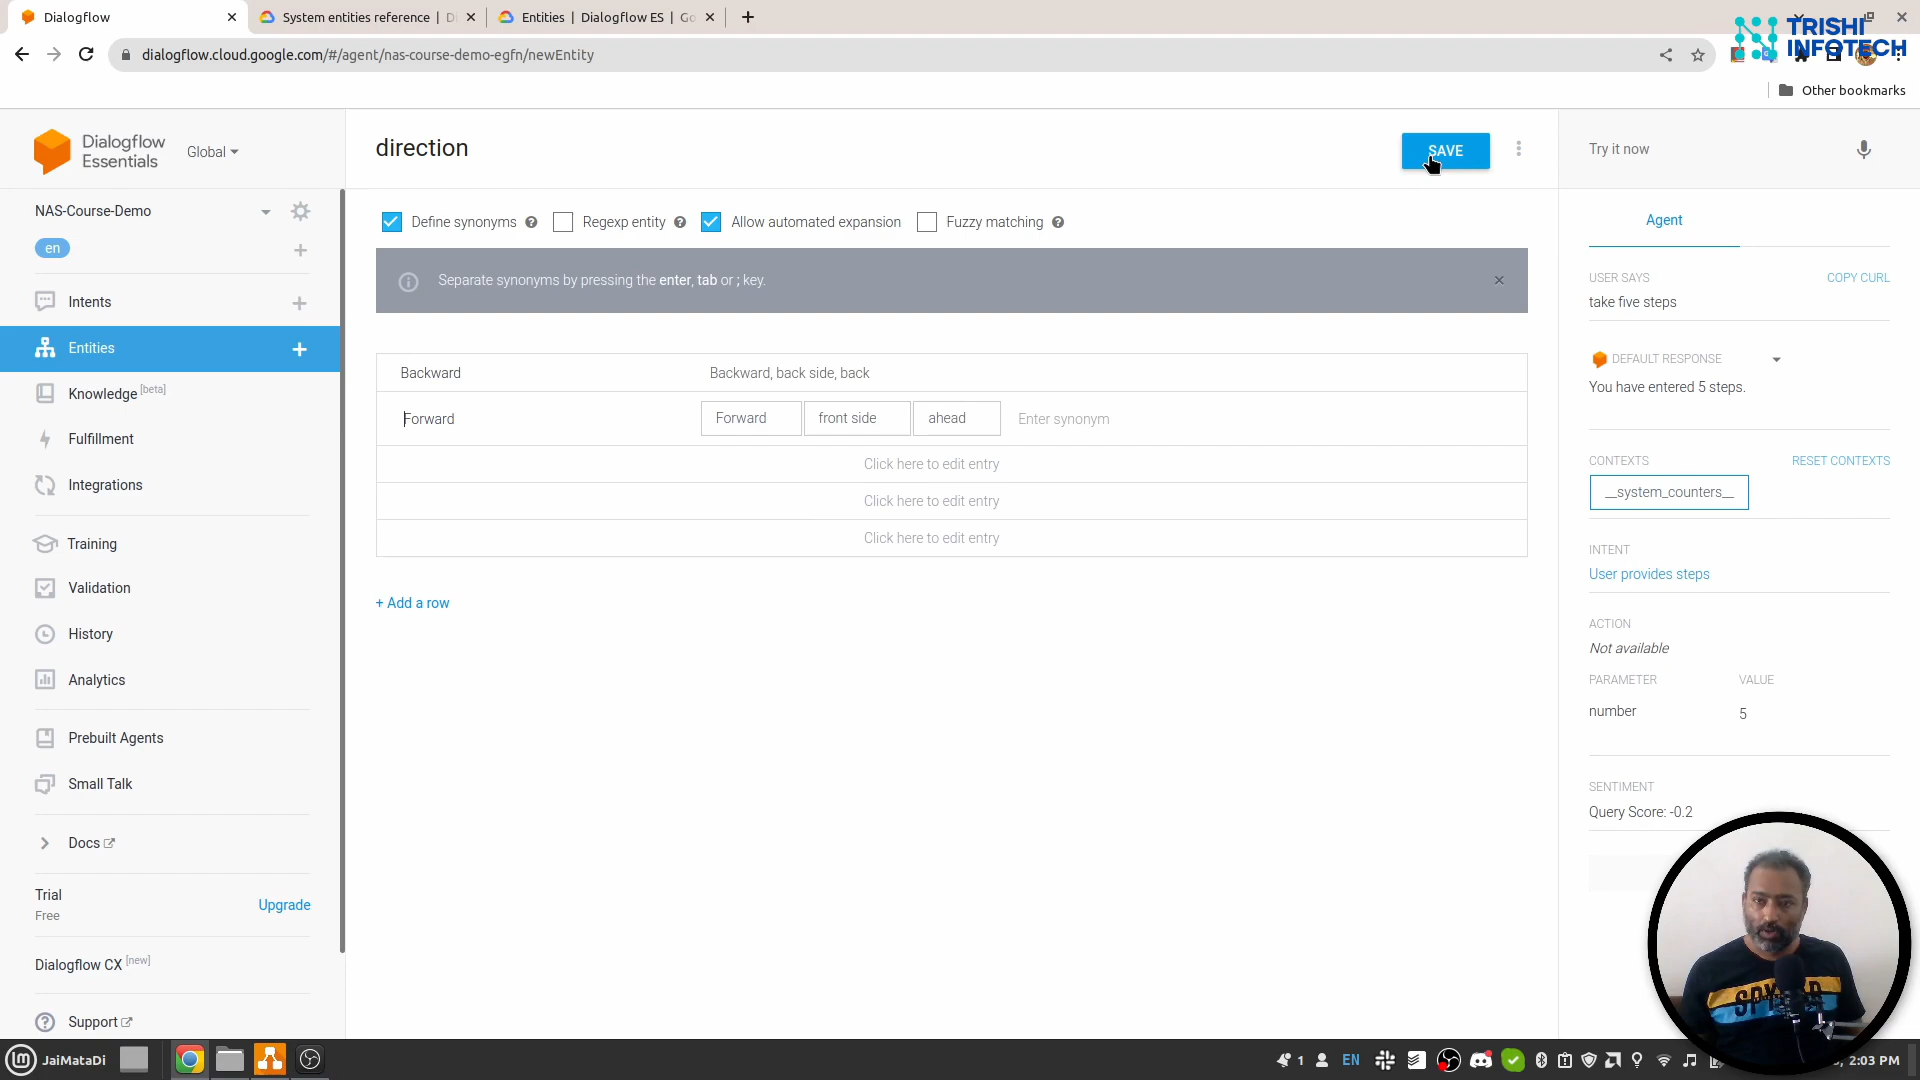 Dialogflow
System entities reference | D
Entities | Dialogflow ES | Go
dialogflow.cloud.google.com/#/agent/nas-course-demo-egfn/newEntity
TRISHI
INFOTECH
Other bookmarks
Dialogflow
Essentials
Global
direction
SAVE
Try it now
NAS-Course-Demo
en
Define synonyms
Regexp entity
Allow automated expansion
Fuzzy matching
Agent
Separate synonyms by pressing the enter, tab or ; key.
USER SAYS
COPY CURL
take five steps
Intents
Entities
Knowledge [beta]
Fulfillment
Integrations
Training
Validation
History
Analytics
Prebuilt Agents
Small Talk
Docs
Trial
Free
Upgrade
Dialogflow CX [new]
Support
Backward
Backward, back side, back
Forward
Forward
front side
ahead
Enter synonym
Click here to edit entry
Click here to edit entry
Click here to edit entry
+ Add a row
DEFAULT RESPONSE
You have entered 5 steps.
CONTEXTS
RESET CONTEXTS
__system_counters__
INTENT
User provides steps
ACTION
Not available
PARAMETER
VALUE
number
5
SENTIMENT
Query Score: -0.2
JaiMataDi
1
EN
2:03 PM